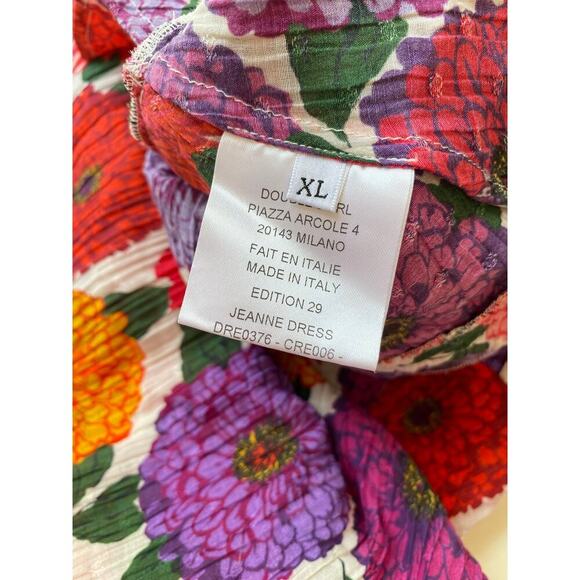 XL
PIAZZA ARCOLE 4
20143 MILANO
FAIT EN ITALIE
MADE IN ITALY
EDITION 29
JEANNE DRESS
DRE0376 - CRE006 -